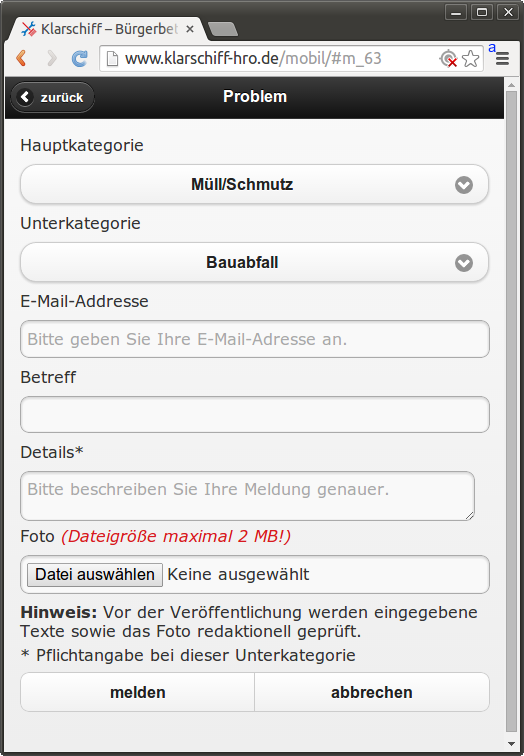 Klarschiff – Bürgerbet
www.klarschiff-hro.de/mobil/#m_63
a
zurück
Problem
Hauptkategorie
Müll/Schmutz
Unterkategorie
Bauabfall
E-Mail-Addresse
Bitte geben Sie Ihre E-Mail-Adresse an.
Betreff
Details*
Bitte beschreiben Sie Ihre Meldung genauer.
Foto (Dateigröße maximal 2 MB!)
Datei auswählen Keine ausgewählt
Hinweis: Vor der Veröffentlichung werden eingegebene
Texte sowie das Foto redaktionell geprüft.
* Pflichtangabe bei dieser Unterkategorie
melden abbrechen